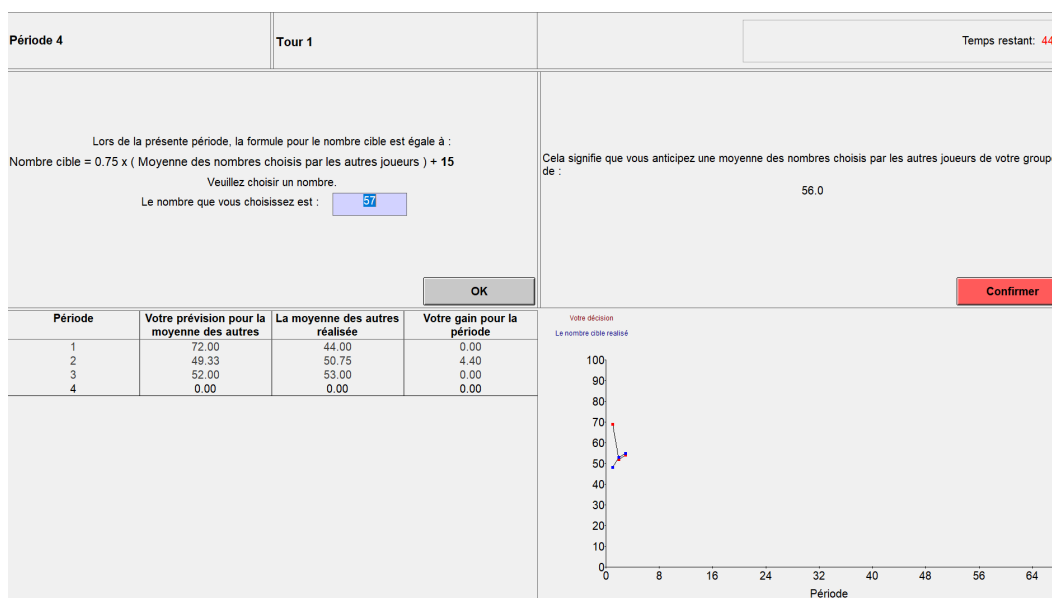 Période 4
Tour 1
Temps restant: 44
Lors de la présente période, la formule pour le nombre cible est égale à :
Nombre cible = 0.75 x ( Moyenne des nombres choisis par les autres joueurs ) + 15
Veuillez choisir un nombre.
Le nombre que vous choisissez est : 57
OK
Cela signifie que vous anticipez une moyenne des nombres choisis par les autres joueurs de votre groupe
de :
56.0
Confirmer
Période Votre prévision pour la moyenne des autres La moyenne des autres réalisée Votre gain pour la période
1 72.00 44.00 0.00
2 49.33 50.75 4.40
3 52.00 53.00 0.00
4 0.00 0.00 0.00
Votre décision
Le nombre cible realisé
100
90
80
70
60
50
40
30
20
10
0
0 8 16 24 32 40 48 56 64
Période